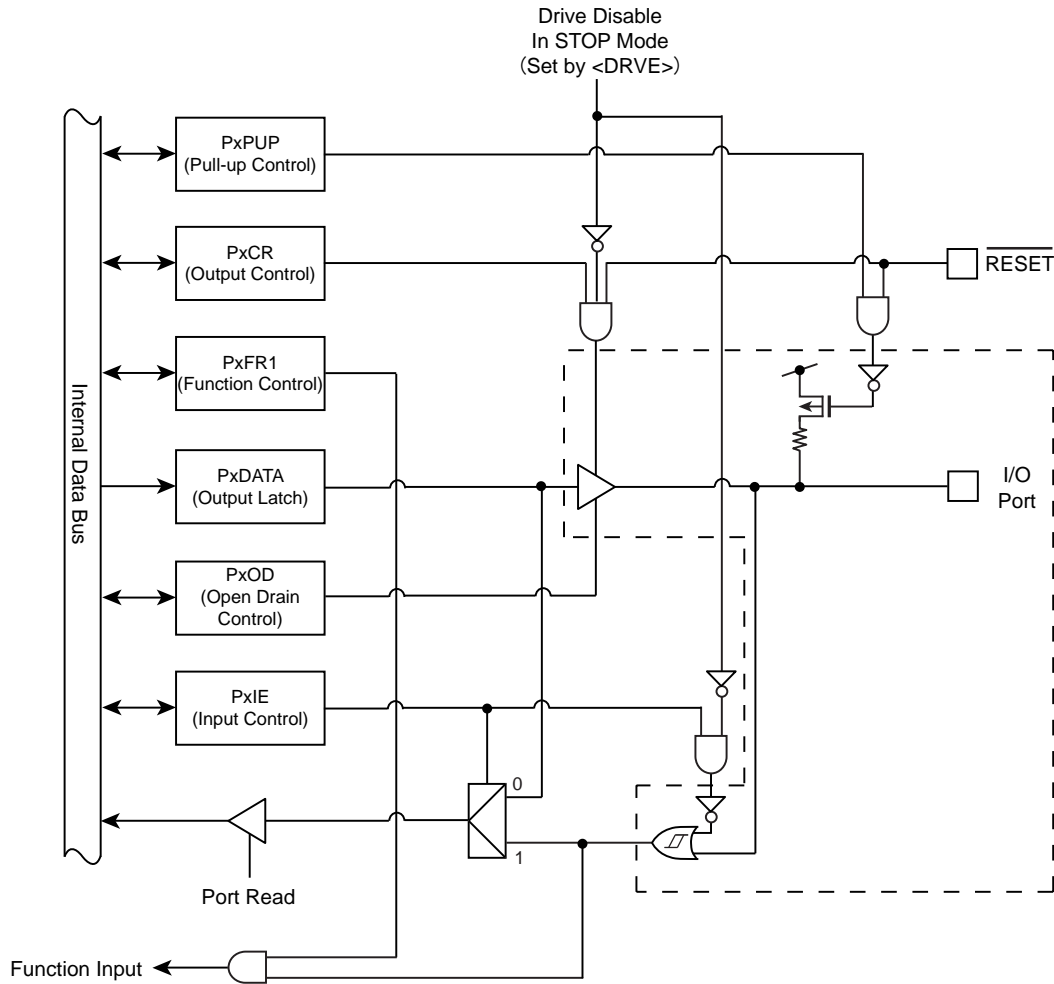 Drive Disable
In STOP Mode
(Set by <DRVE>)
PxPUP
(Pull-up Control)
PxCR
(Output Control)
RESET
PxFR1
(Function Control)
Internal Data Bus
PxDATA
(Output Latch)
I/O
Port
PxOD
(Open Drain
Control)
PxIE
(Input Control)
0
1
Port Read
Function Input